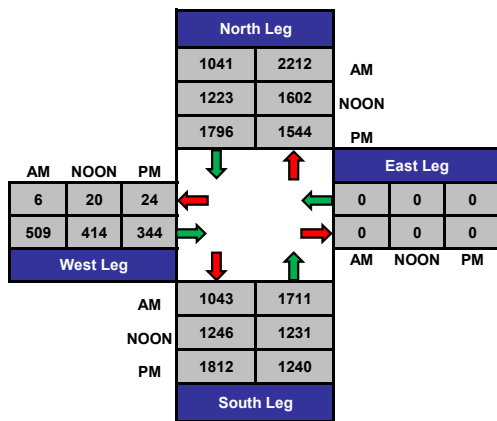 North Leg
1041 2212 AM
1223 1602 NOON
1796 1544 PM
AM NOON PM
East Leg
6 20 24
0 0 0
509 414 344
0 0 0
West Leg
AM NOON PM
AM 1043 1711
NOON 1246 1231
PM 1812 1240
South Leg